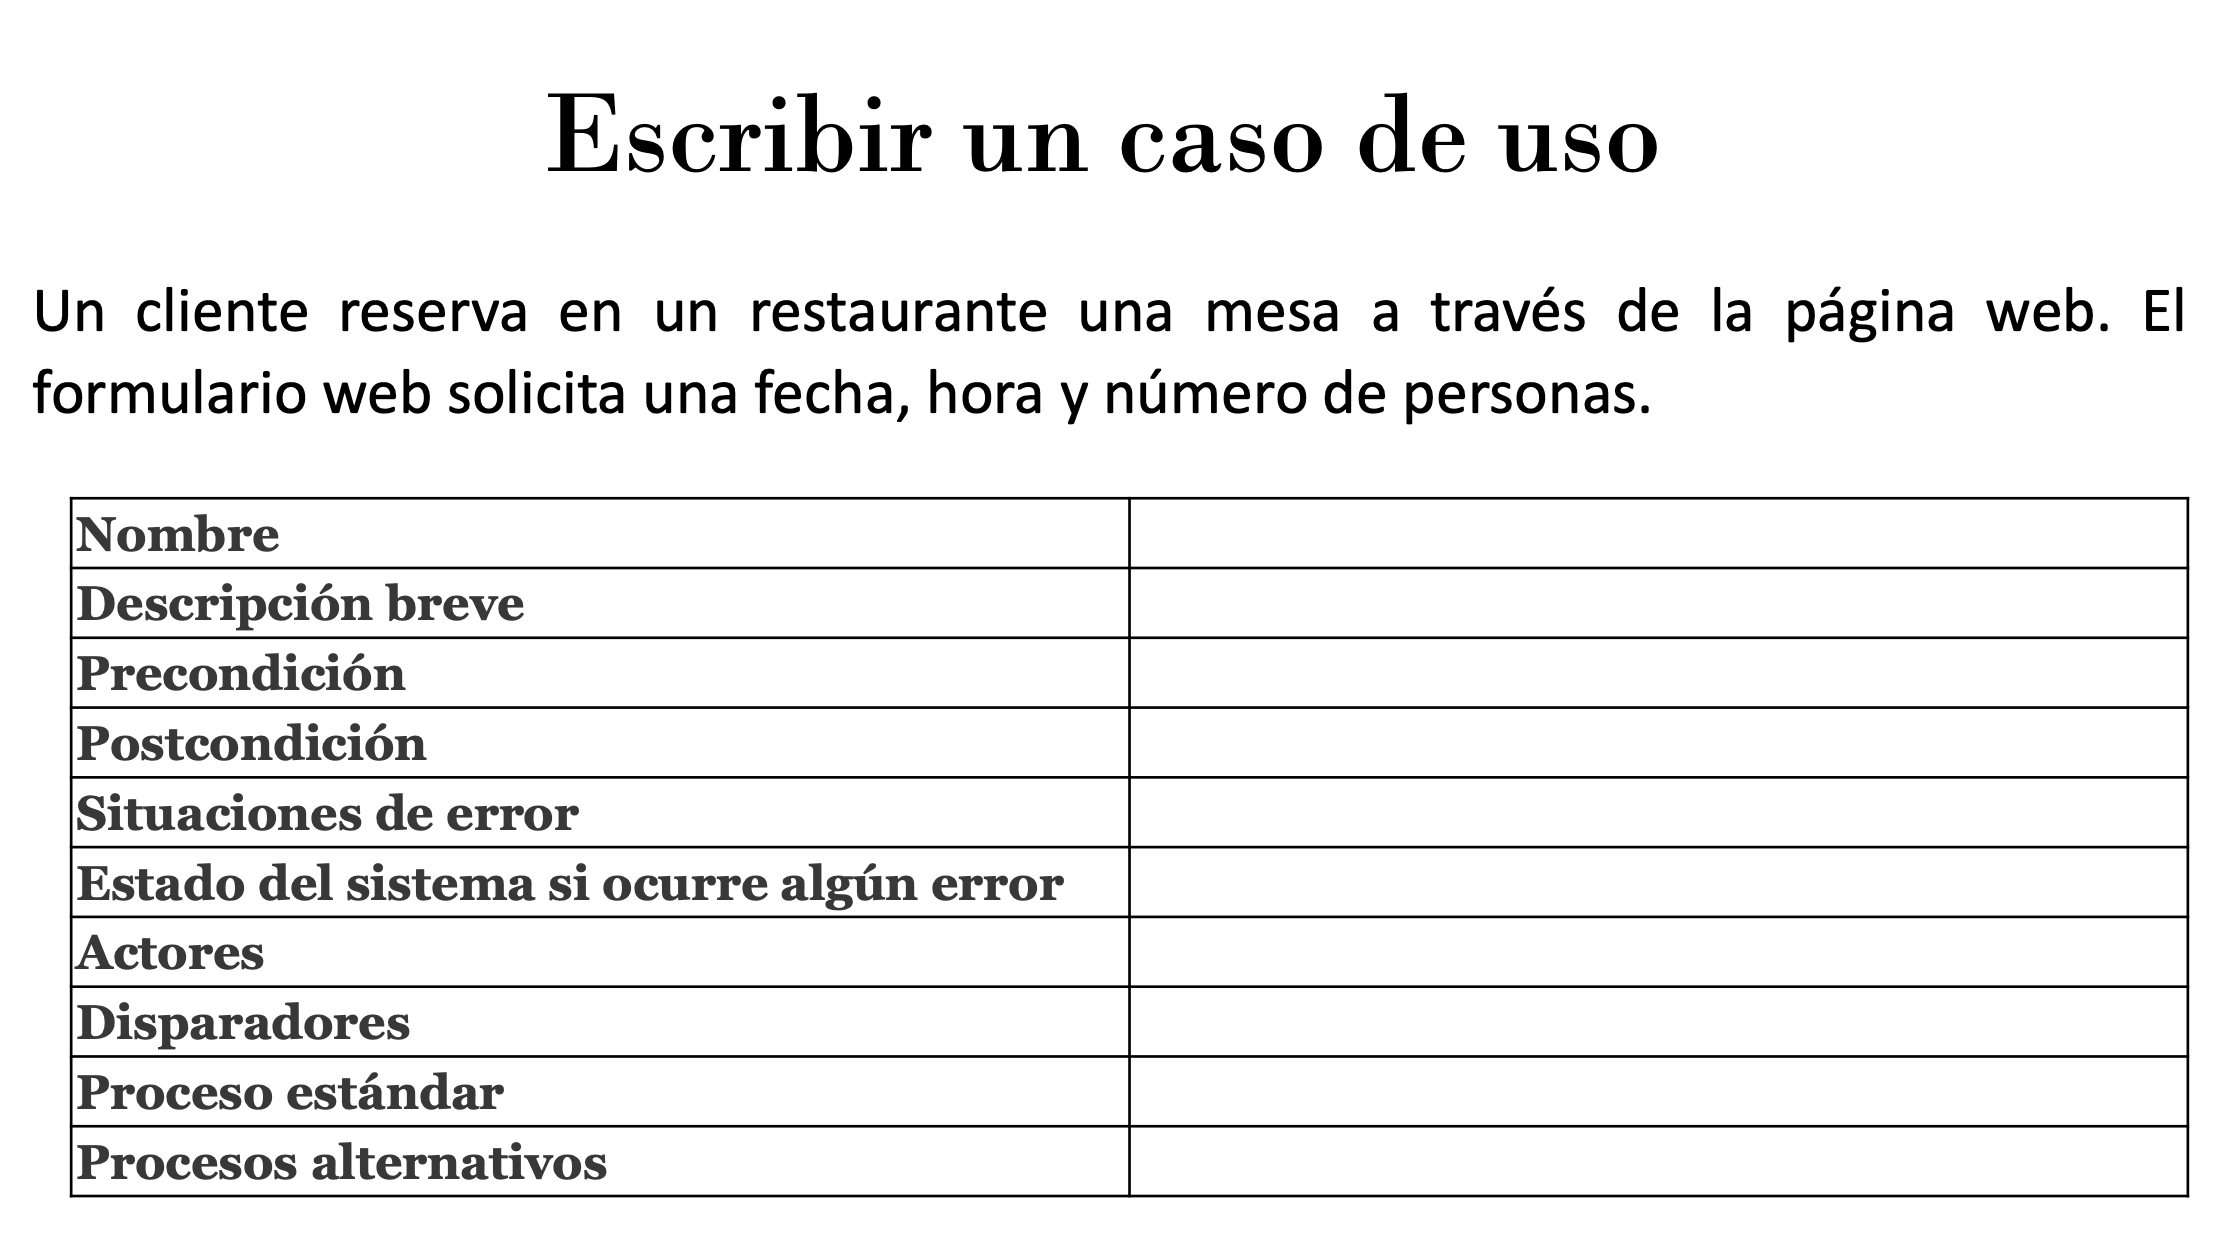 Escribir un caso de uso
Un cliente reserva en un restaurante una mesa a través de la página web. El
formulario web solicita una fecha, hora y número de personas.
Nombre
Descripción breve
Precondición
Postcondición
Situaciones de error
Estado del sistema si ocurre algún error
Actores
Disparadores
Proceso estándar
Procesos alternativos